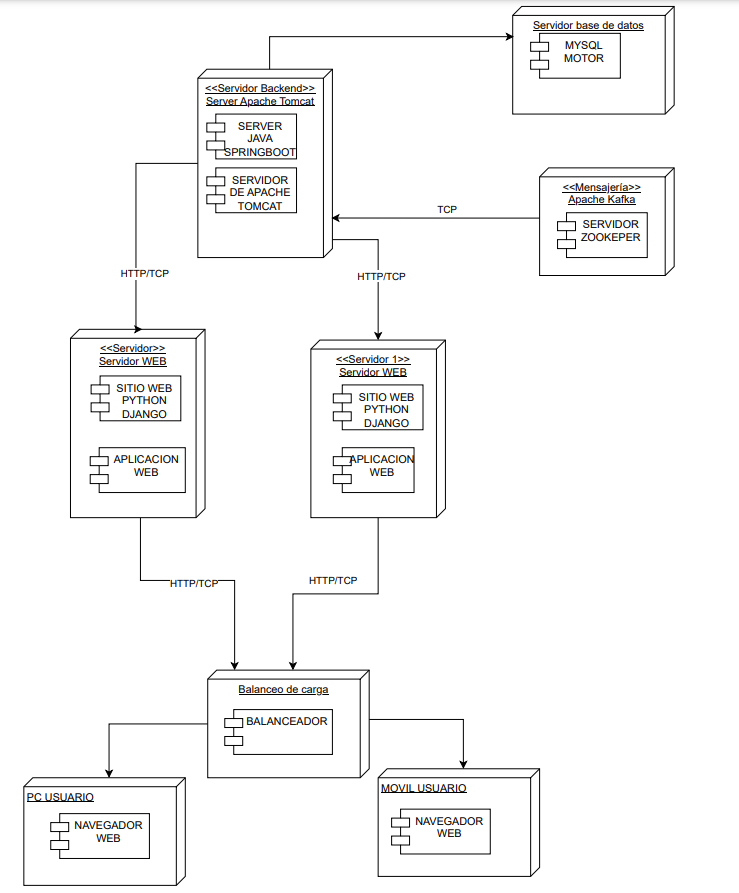 Servidor base de datos
MYSQL
MOTOR
<<Servidor Backend>>
Server Apache Tomcat
SERVER
JAVA
SPRINGBOOT
SERVIDOR
DE APACHE
TOMCAT
<<Mensajería>>
Apache Kafka
SERVIDOR
ZOOKEPER
TCP
HTTP/TCP
HTTP/TCP
<<Servidor>>
Servidor WEB
SITIO WEB
PYTHON
DJANGO
APLICACION
WEB
<<Servidor 1>>
Servidor WEB
SITIO WEB
PYTHON
DJANGO
APLICACION
WEB
HTTP/TCP
HTTP/TCP
Balanceo de carga
BALANCEADOR
PC USUARIO
NAVEGADOR
WEB
MOVIL USUARIO
NAVEGADOR
WEB